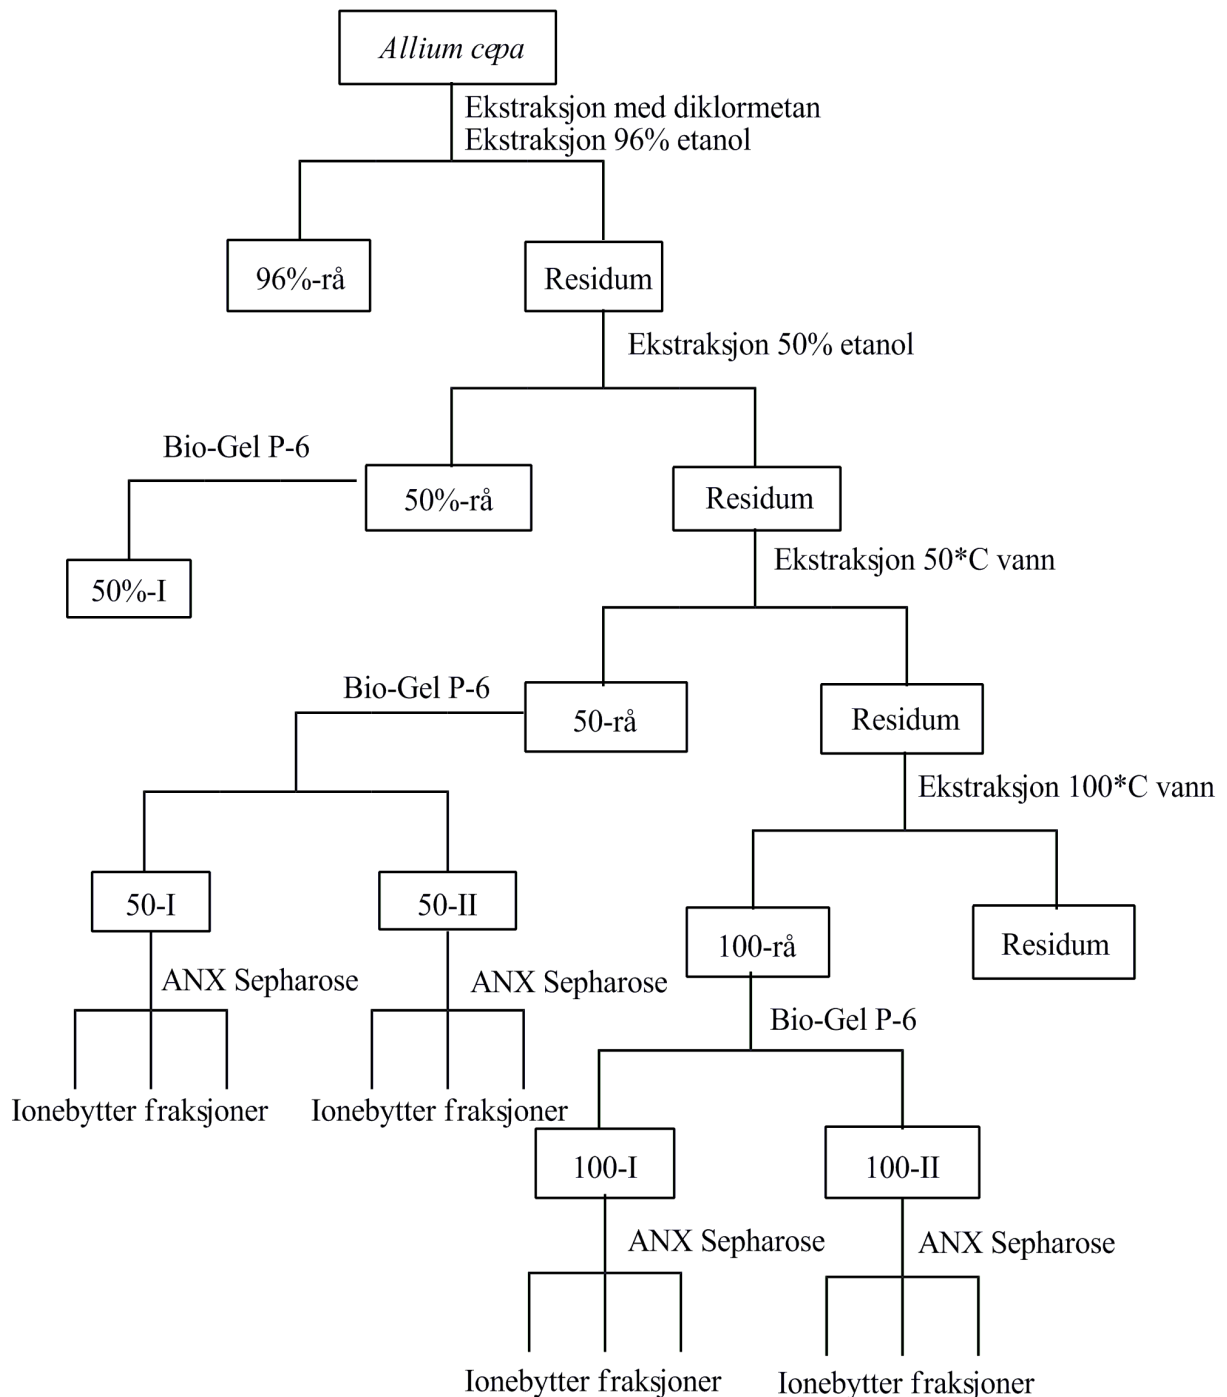 Allium cepa
Ekstraksjon med diklormetan
Ekstraksjon 96% etanol
96%-rå
Residum
Ekstraksjon 50% etanol
Bio-Gel P-6
50%-rå
Residum
50%-I
Ekstraksjon 50*C vann
Bio-Gel P-6
50-rå
Residum
Ekstraksjon 100*C vann
50-I
50-II
100-rå
Residum
ANX Sepharose
ANX Sepharose
Bio-Gel P-6
Ionebytter fraksjoner
Ionebytter fraksjoner
100-I
100-II
ANX Sepharose
ANX Sepharose
Ionebytter fraksjoner
Ionebytter fraksjoner